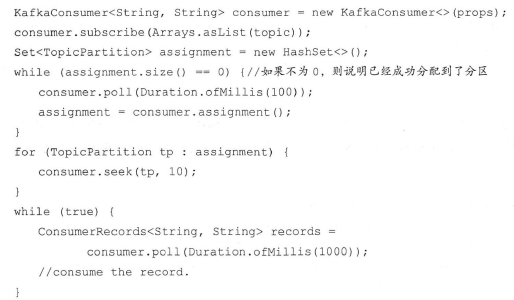 KafkaConsumer<String, String> consumer = new KafkaConsumer<>(props);
consumer.subscribe(Arrays.asList(topic));
Set<TopicPartition> assignment = new HashSet<>();
while (assignment.size() == 0) {//如果不为 0，则说明已经成功分配到了分区
    consumer.poll(Duration.ofMillis(100));
    assignment = consumer.assignment();
}
for (TopicPartition tp : assignment) {
    consumer.seek(tp, 10);
}
while (true) {
    ConsumerRecords<String, String> records =
            consumer.poll(Duration.ofMillis(1000));
    //consume the record.
}